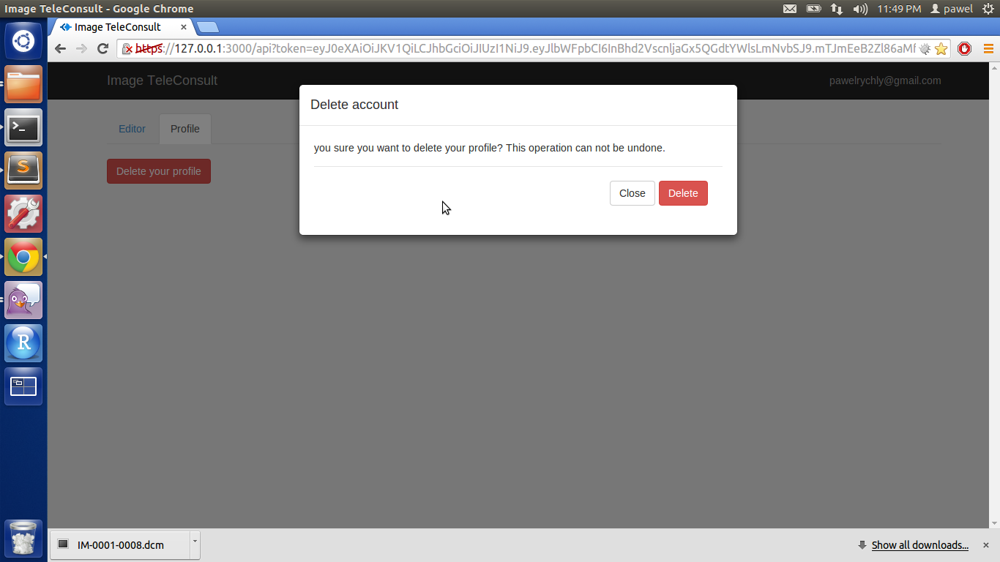 Image TeleConsult - Google Chrome
11:49 PM pawel
Image TeleConsult
https://127.0.0.1:3000/api?token=eyJ0eXAiOiJKV1QiLCJhbGciOiJIUzI1NiJ9.eyJlbWFpbCI6InBhd2VscnljaGx5QGdtYWlsLmNvbSJ9.mTJmEeB2Zl86aMf
Image TeleConsult
pawelrychly@gmail.com
Delete account
Editor
Profile
you sure you want to delete your profile? This operation can not be undone.
Delete your profile
Close
Delete
IM-0001-0008.dcm
Show all downloads...